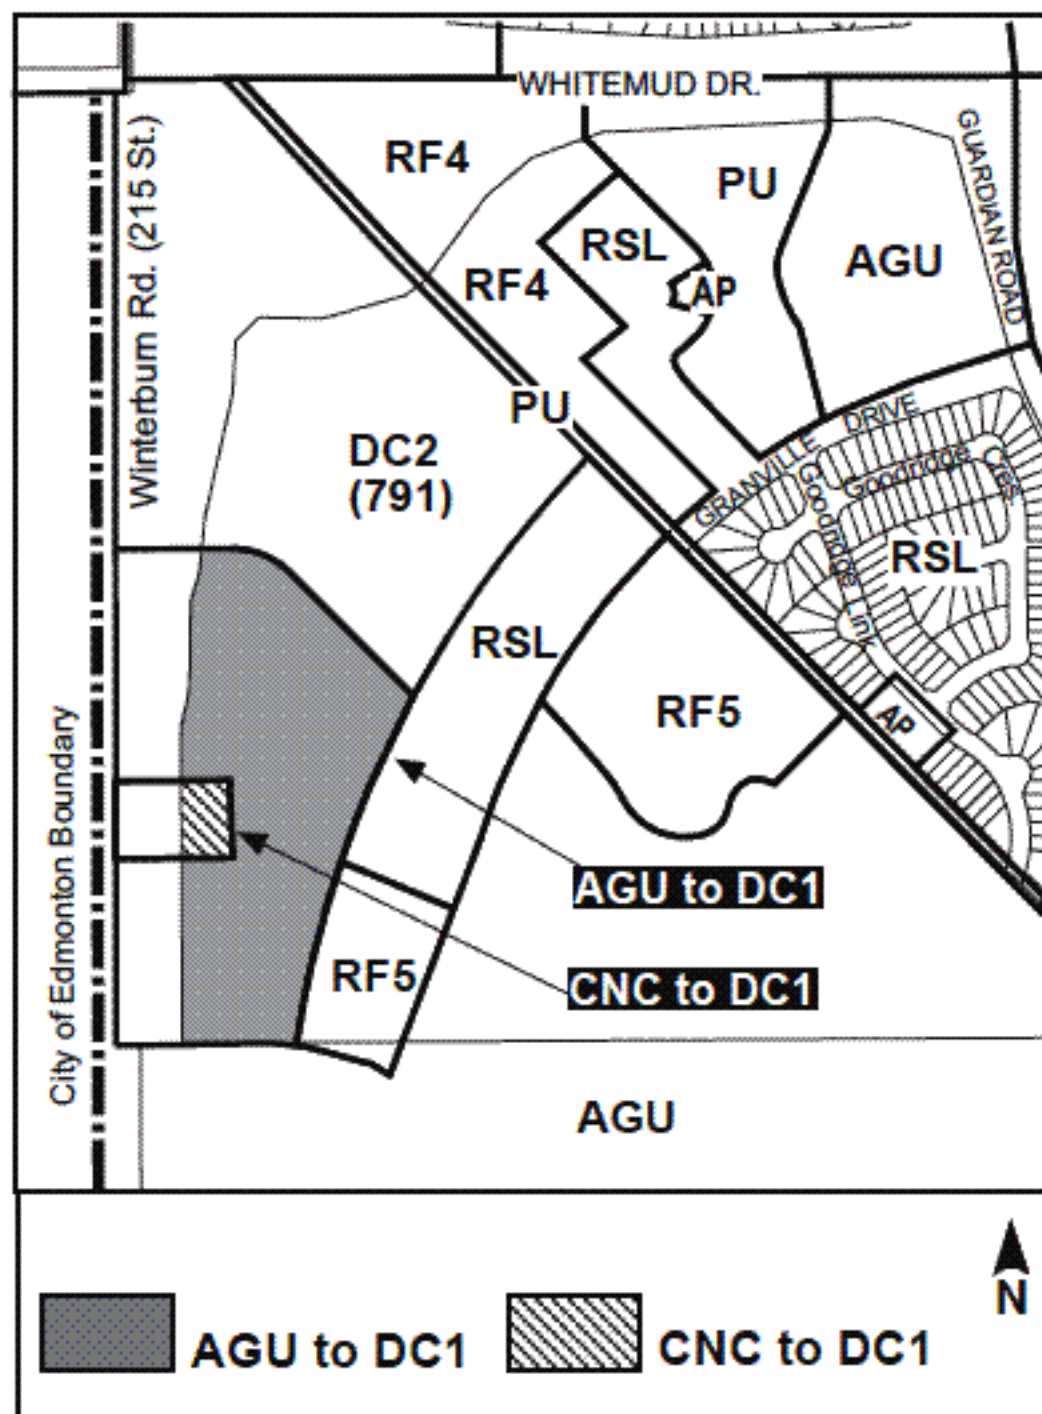 WHITEMUD DR.
Winterburn Rd. (215 St.)
GUARDIAN ROAD
RF4
PU
RSL
AGU
RF4
AP
PU
GRANVILLE DRIVE
DC2
(791)
Goodridge Cres.
Goodridge Link
RSL
RSL
RF5
AP
City of Edmonton Boundary
AGU to DC1
RF5
CNC to DC1
AGU
N
AGU to DC1
CNC to DC1